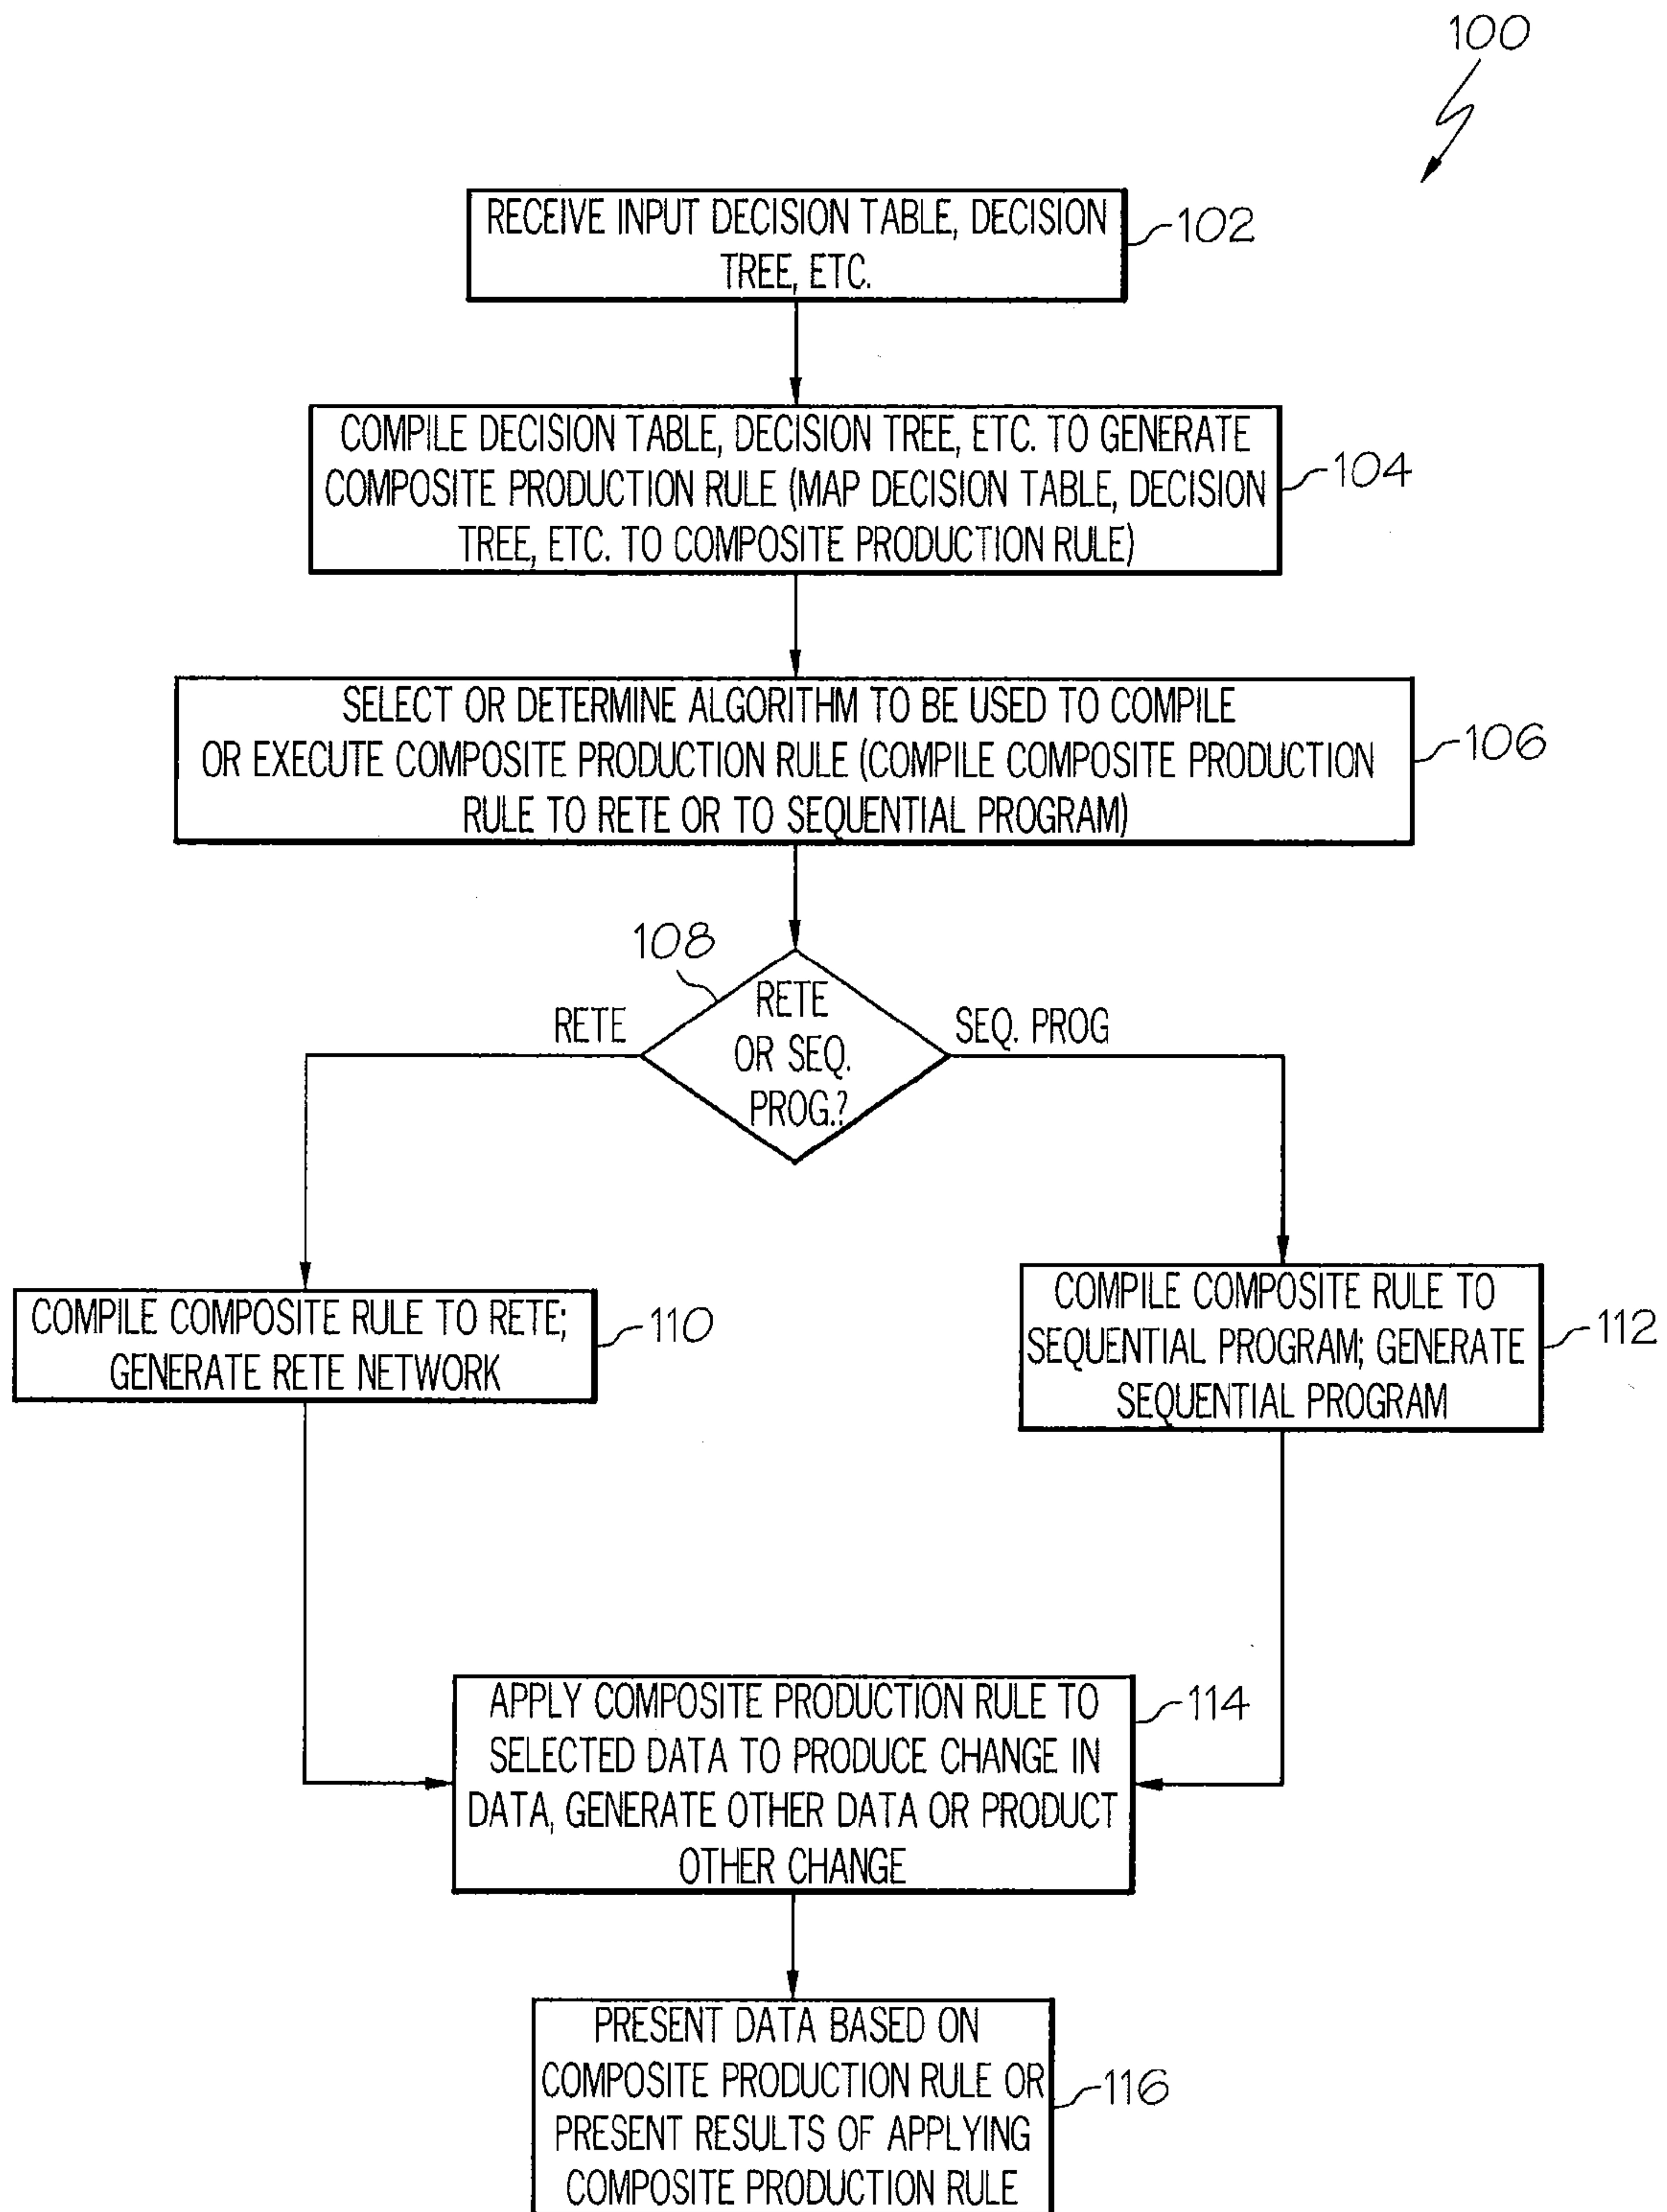 100
RECEIVE INPUT DECISION TABLE, DECISION
TREE, ETC.
102
COMPILE DECISION TABLE, DECISION TREE, ETC. TO GENERATE
COMPOSITE PRODUCTION RULE (MAP DECISION TABLE, DECISION
TREE, ETC. TO COMPOSITE PRODUCTION RULE)
104
SELECT OR DETERMINE ALGORITHM TO BE USED TO COMPILE
OR EXECUTE COMPOSITE PRODUCTION RULE (COMPILE COMPOSITE PRODUCTION
RULE TO RETE OR TO SEQUENTIAL PROGRAM)
106
108
RETE
OR SEQ.
PROG.?
RETE
SEQ. PROG
COMPILE COMPOSITE RULE TO RETE;
GENERATE RETE NETWORK
110
COMPILE COMPOSITE RULE TO
SEQUENTIAL PROGRAM; GENERATE
SEQUENTIAL PROGRAM
112
APPLY COMPOSITE PRODUCTION RULE TO
SELECTED DATA TO PRODUCE CHANGE IN
DATA, GENERATE OTHER DATA OR PRODUCT
OTHER CHANGE
114
PRESENT DATA BASED ON
COMPOSITE PRODUCTION RULE OR
PRESENT RESULTS OF APPLYING
COMPOSITE PRODUCTION RULE
116